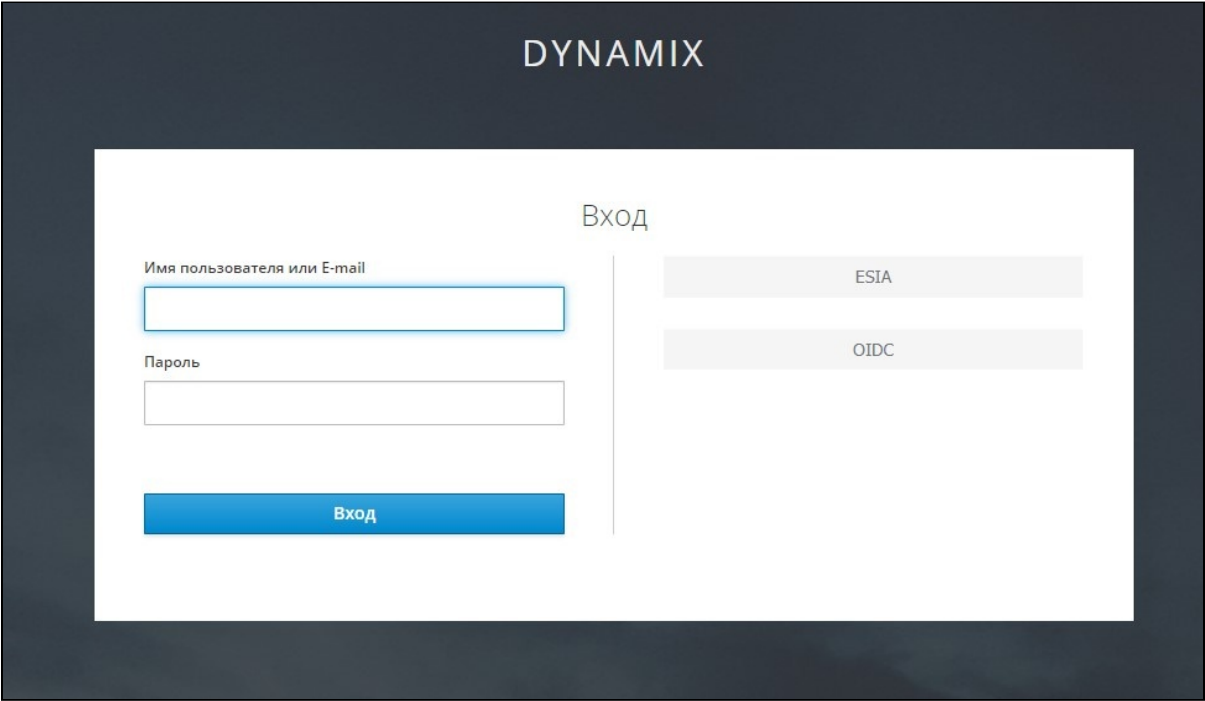 DYNAMIX
Вход
Имя пользователя или E-mail
Пароль
Вход
ESIA
OIDC